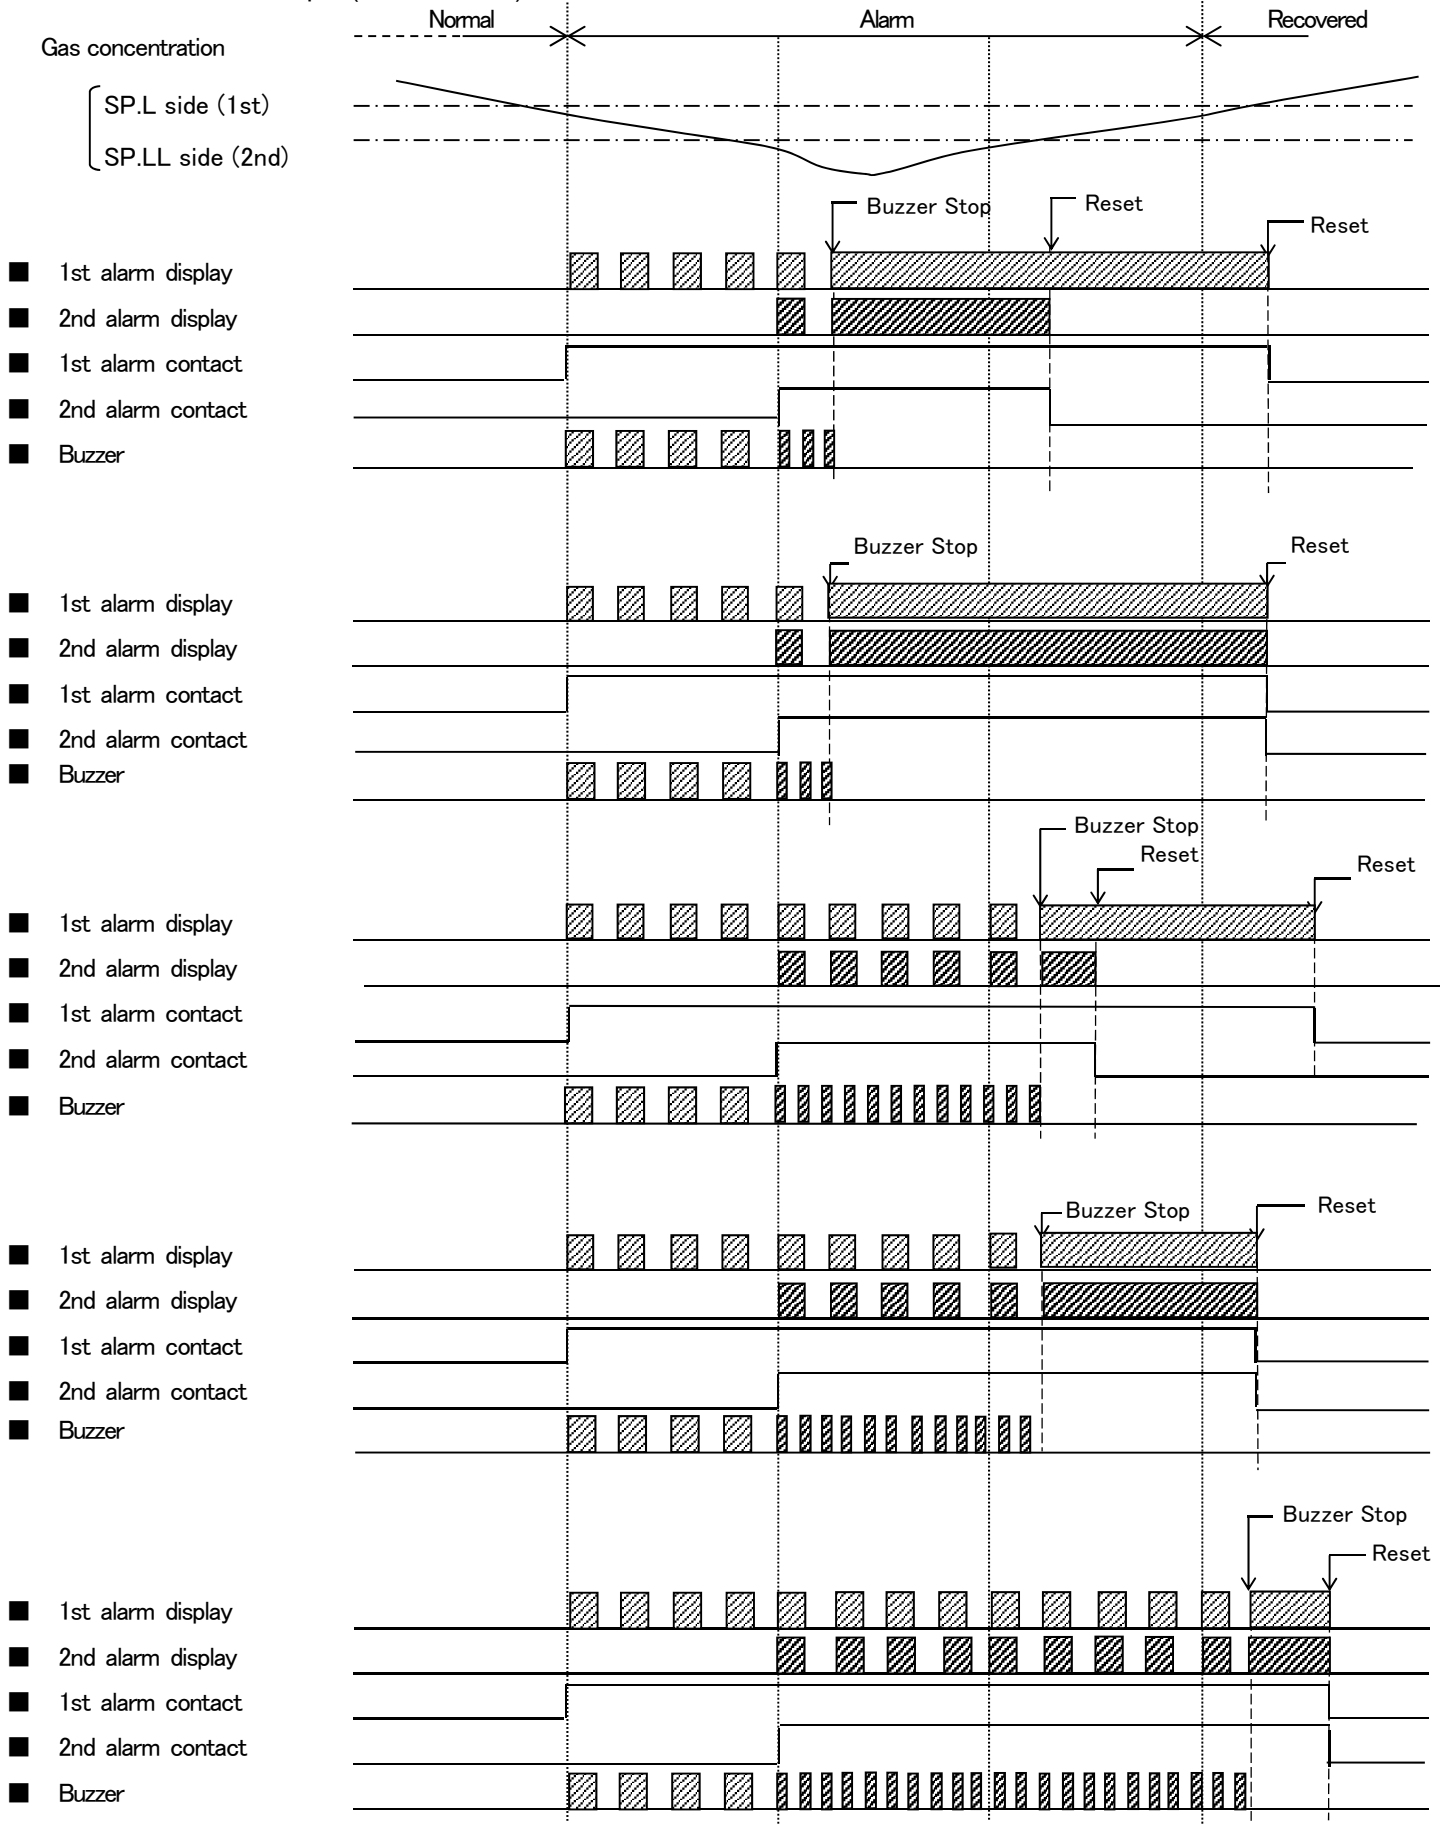 Normal Alarm Recovered
Gas concentration
SP.L side (1st)
SP.LL side (2nd)
Buzzer Stop Reset Reset
■ 1st alarm display
■ 2nd alarm display
■ 1st alarm contact
■ 2nd alarm contact
■ Buzzer
Buzzer Stop Reset
■ 1st alarm display
■ 2nd alarm display
■ 1st alarm contact
■ 2nd alarm contact
■ Buzzer
Buzzer Stop
Reset Reset
■ 1st alarm display
■ 2nd alarm display
■ 1st alarm contact
■ 2nd alarm contact
■ Buzzer
Buzzer Stop Reset
■ 1st alarm display
■ 2nd alarm display
■ 1st alarm contact
■ 2nd alarm contact
■ Buzzer
Buzzer Stop
Reset
■ 1st alarm display
■ 2nd alarm display
■ 1st alarm contact
■ 2nd alarm contact
■ Buzzer